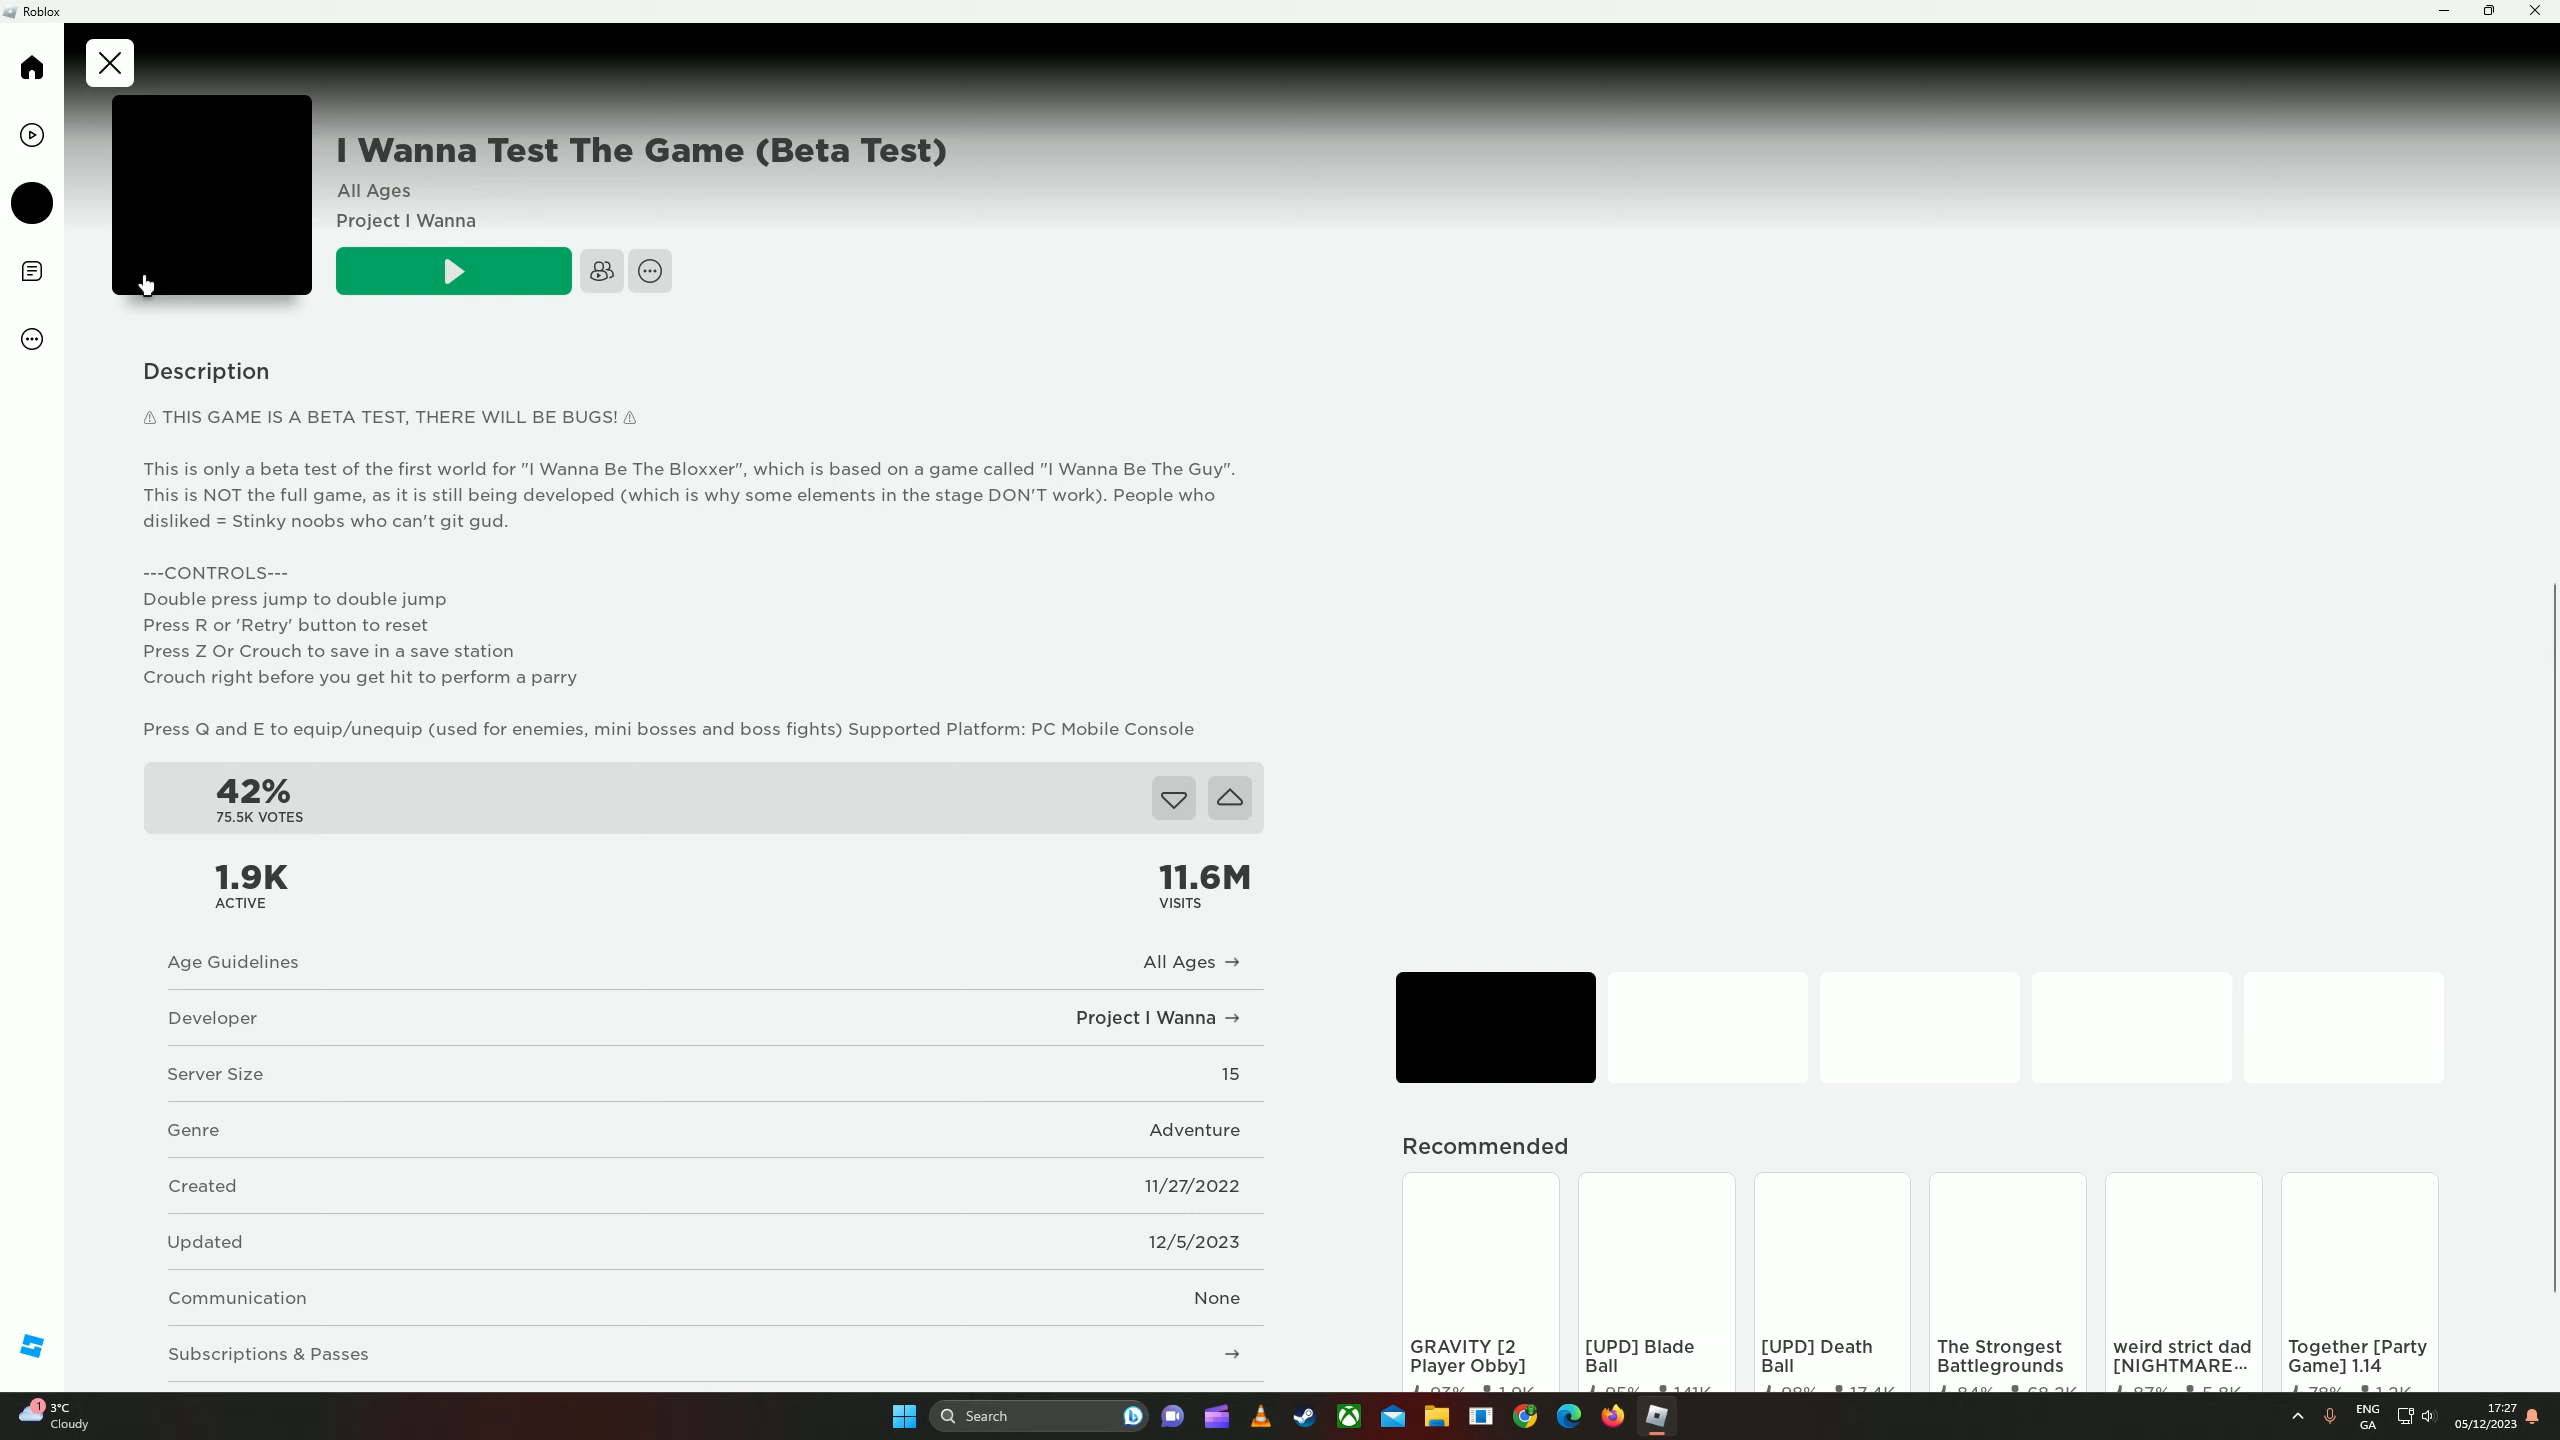 Roblox
I Wanna Test The Game (Beta Test)
All Ages
Project I Wanna
Description
⚠ THIS GAME IS A BETA TEST, THERE WILL BE BUGS! ⚠
This is only a beta test of the first world for "I Wanna Be The Bloxxer", which is based on a game called "I Wanna Be The Guy".
This is NOT the full game, as it is still being developed (which is why some elements in the stage DON'T work). People who
disliked = Stinky noobs who can't git gud.
---CONTROLS---
Double press jump to double jump
Press R or 'Retry' button to reset
Press Z Or Crouch to save in a save station
Crouch right before you get hit to perform a parry
Press Q and E to equip/unequip (used for enemies, mini bosses and boss fights) Supported Platform: PC Mobile Console
42%
75.5K VOTES
1.9K
ACTIVE
11.6M
VISITS
Age Guidelines
All Ages →
Developer
Project I Wanna →
Server Size
15
Genre
Adventure
Created
11/27/2022
Updated
12/5/2023
Communication
None
Subscriptions & Passes
→
Recommended
GRAVITY [2
Player Obby]
[UPD] Blade
Ball
[UPD] Death
Ball
The Strongest
Battlegrounds
weird strict dad
[NIGHTMARE...
Together [Party
Game] 1.14
1
3°C
Cloudy
Search
ENG
GA
17:27
05/12/2023